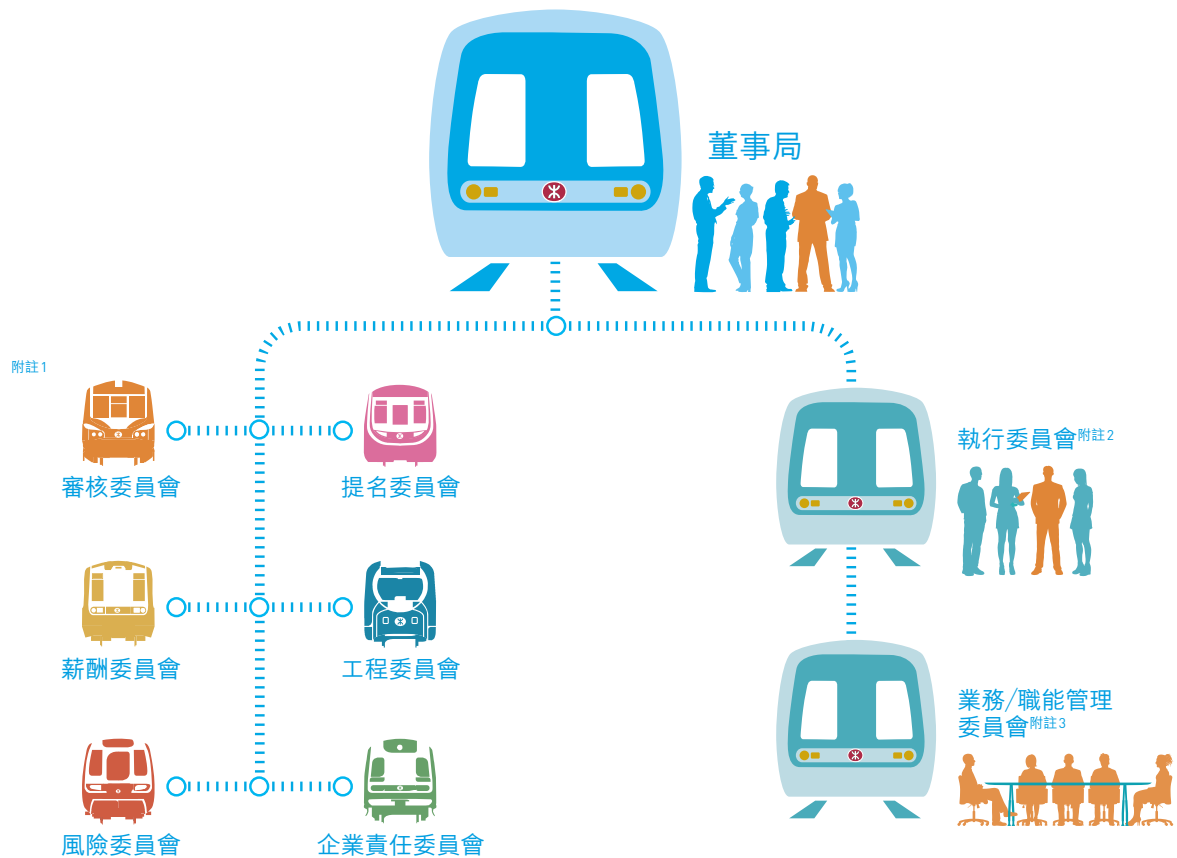 董事局
附註1
審核委員會
提名委員會
執行委員會附註2
薪酬委員會
工程委員會
業務/職能管理
委員會附註3
風險委員會
企業責任委員會